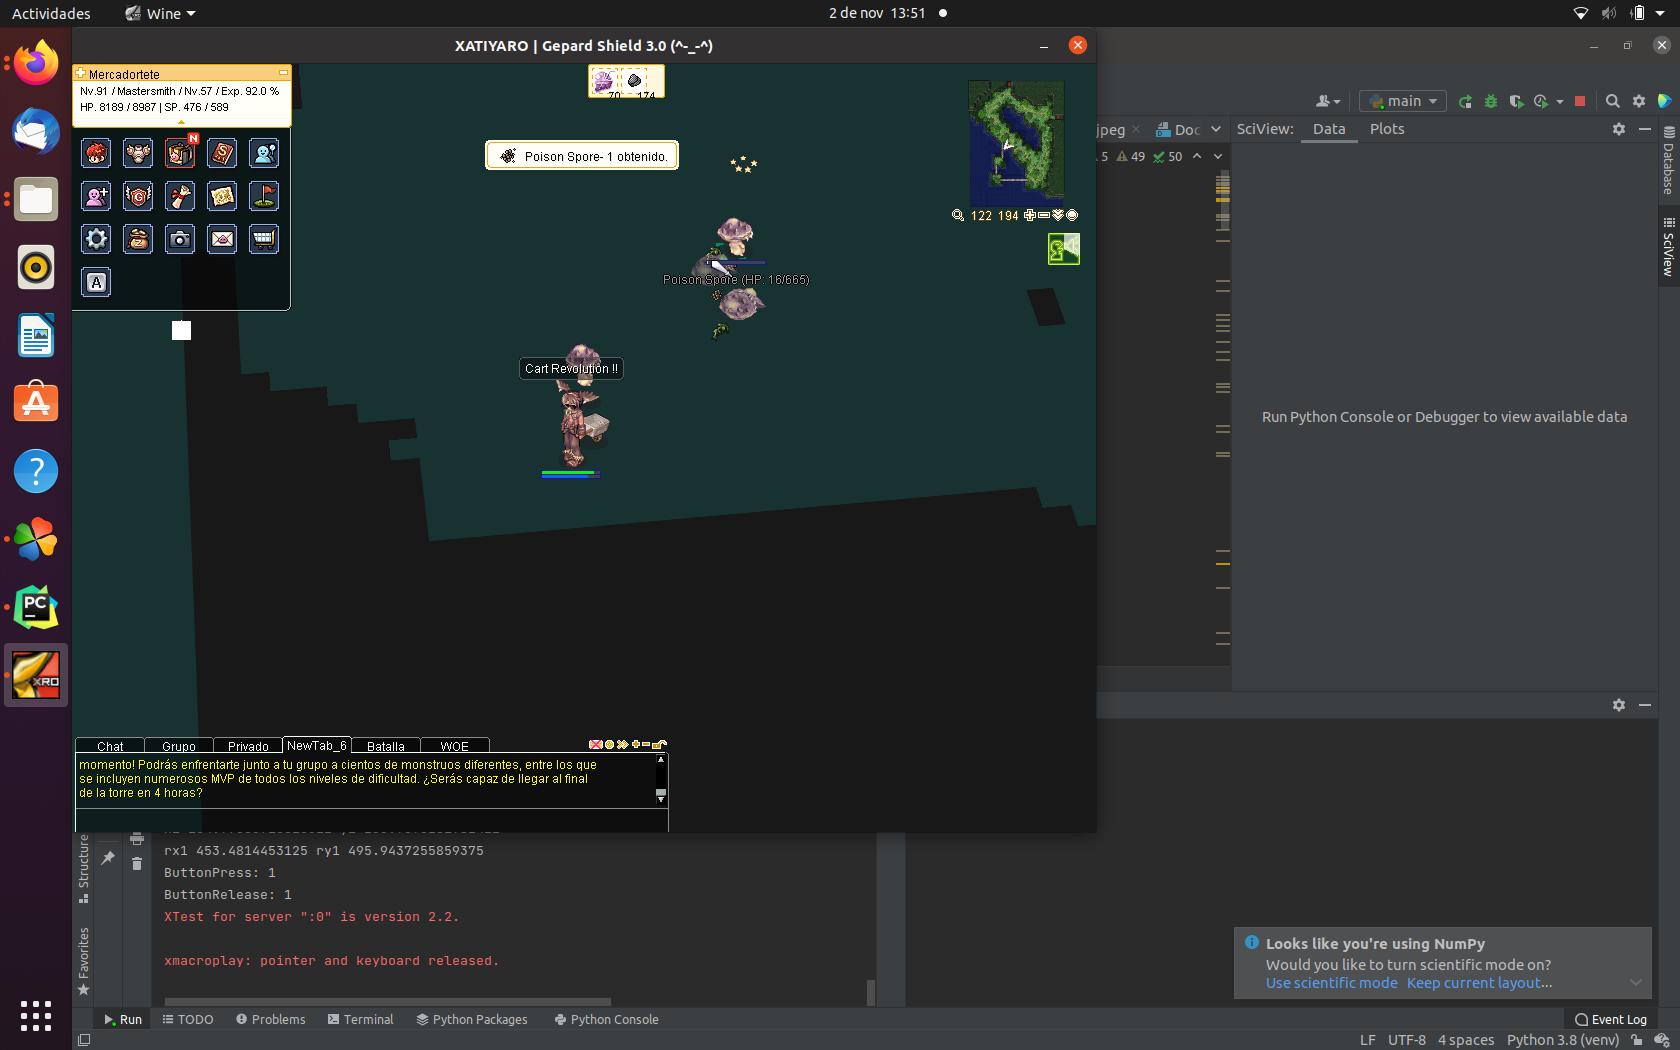 Actividades
Wine
2 de nov 13:51
XATIYARO | Gepard Shield 3.0 (^-_-^)
Mercadortete
Nv.91 / Mastersmith / Nv.57 / Exp. 92.0 %
HP. 8189 / 8987 | SP. 476 / 589
N
A
70 174
Poison Spore- 1 obtenido.
Poison Spore (HP: 16/665)
Cart Revolution !!
122 194
main
jpeg
Doc
5 49 50
SciView: Data Plots
Database
SciView
Run Python Console or Debugger to view available data
PC
XRO
Chat Grupo Privado NewTab_6 Batalla WOE
momento! Podrás enfrentarte junto a tu grupo a cientos de monstruos diferentes, entre los que
se incluyen numerosos MVP de todos los niveles de dificultad. ¿Serás capaz de llegar al final
de la torre en 4 horas?
rx1 453.4814453125 ry1 495.9437255859375
ButtonPress: 1
ButtonRelease: 1
XTest for server ":0" is version 2.2.
xmacroplay: pointer and keyboard released.
Structure
Favorites
Looks like you're using NumPy
Would you like to turn scientific mode on?
Use scientific mode Keep current layout...
Run TODO Problems Terminal Python Packages Python Console
Event Log
LF UTF-8 4 spaces Python 3.8 (venv)